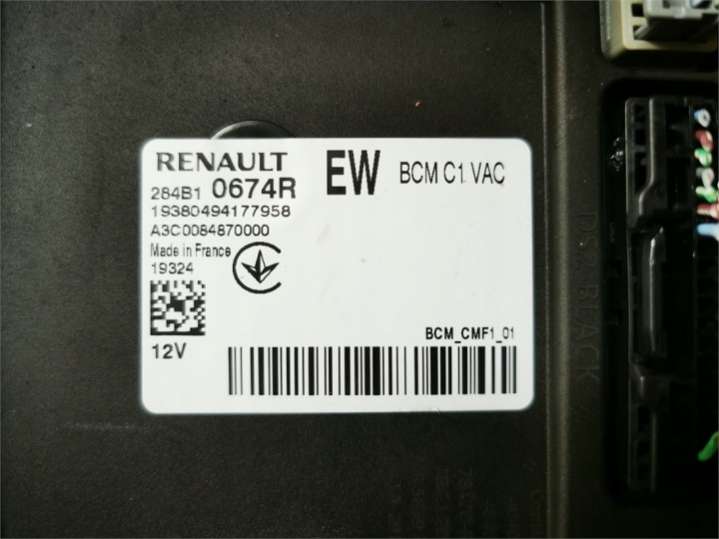 RENAULT
284B1 0674R
EW
BCM C1 VAC
19380494177958
A3C0084870000
Made in France
19324
12V
BCM_CMF1_01